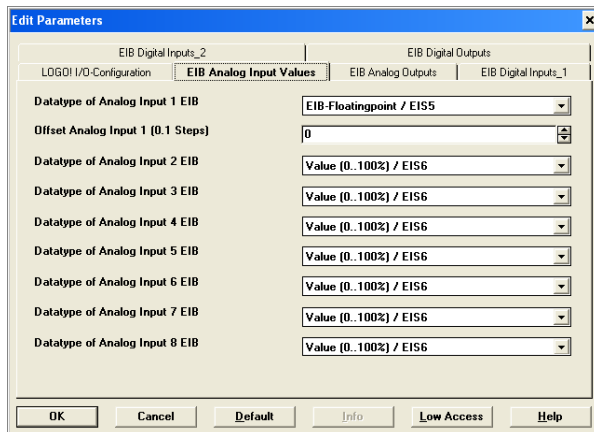 Edit Parameters
EIB Digital Inputs_2
EIB Digital Outputs
LOGO! I/O-Configuration
EIB Analog Input Values
EIB Analog Outputs
EIB Digital Inputs_1
Datatype of Analog Input 1 EIB
EIB-Floatingpoint / EIS5
Offset Analog Input 1 (0.1 Steps)
0
Datatype of Analog Input 2 EIB
Value (0..100%) / EIS6
Datatype of Analog Input 3 EIB
Value (0..100%) / EIS6
Datatype of Analog Input 4 EIB
Value (0..100%) / EIS6
Datatype of Analog Input 5 EIB
Value (0..100%) / EIS6
Datatype of Analog Input 6 EIB
Value (0..100%) / EIS6
Datatype of Analog Input 7 EIB
Value (0..100%) / EIS6
Datatype of Analog Input 8 EIB
Value (0..100%) / EIS6
OK
Cancel
Default
Info
Low Access
Help